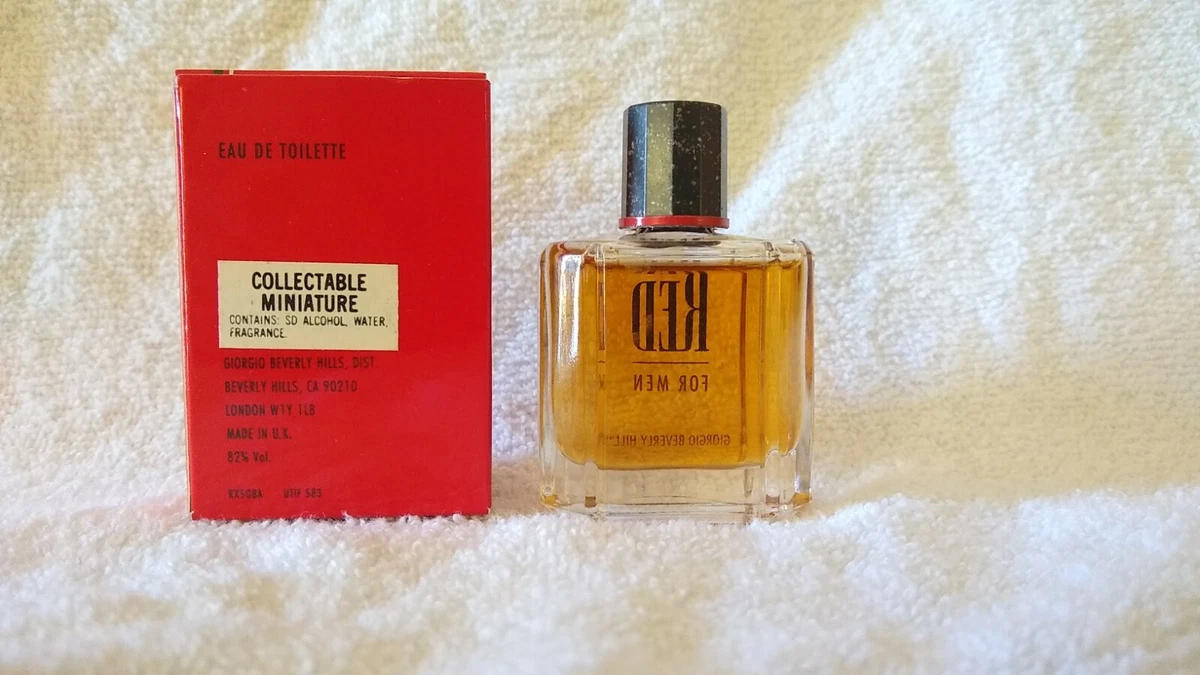 EAU DE TOILETTE
COLLECTABLE
MINIATURE
CONTAINS: SD ALCOHOL, WATER,
FRAGRANCE.
GIORGIO BEVERLY HILLS, DIST.
BEVERLY HILLS, CA 90210
LONDON W1Y 1LB
MADE IN U.K.
82% Vol.
RED
FOR MEN
GIORGIO BEVERLY HILLS